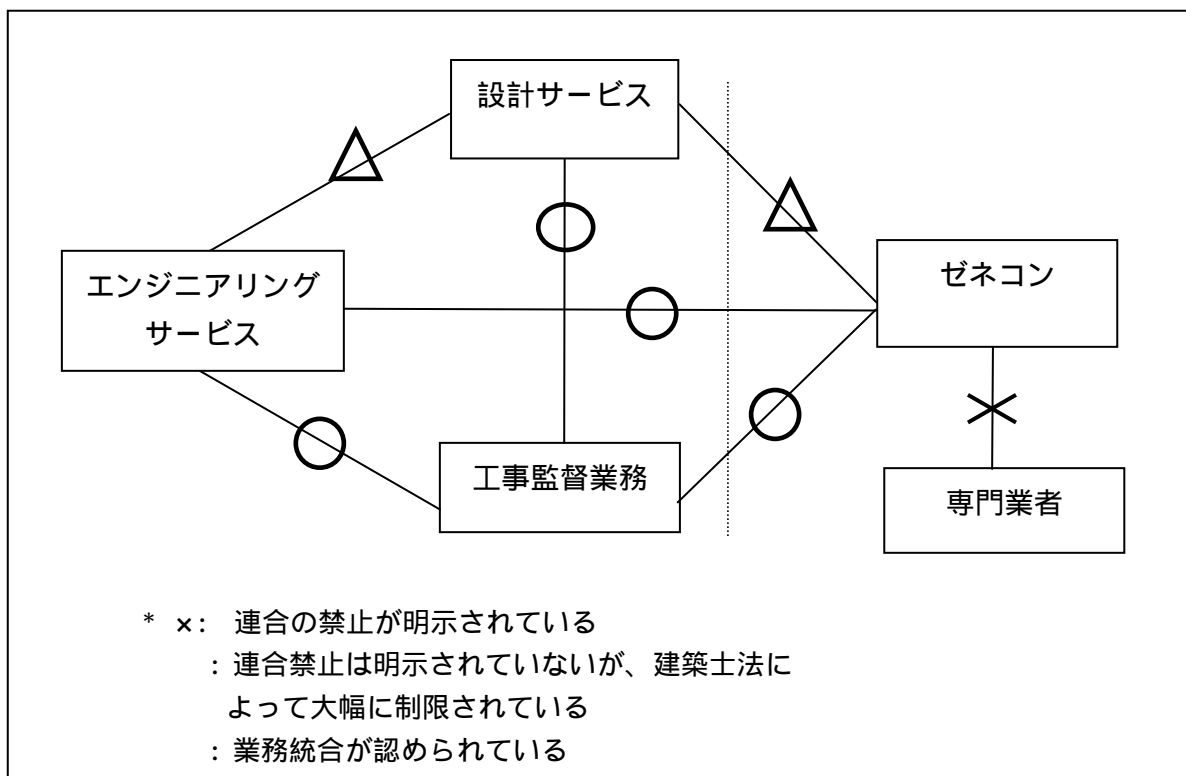 設計サービス
エンジニアリング
サービス
ゼネコン
工事監督業務
専門業者
* ×: 連合の禁止が明示されている
: 連合禁止は明示されていないが、建築士法に
よって大幅に制限されている
: 業務統合が認められている